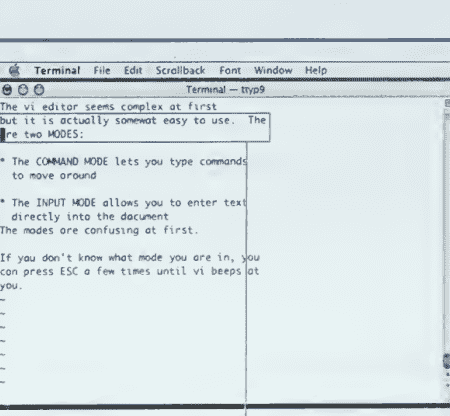 Terminal File Edit Scrollback Font Window Help
Terminal — ttyp9
The vi editor seems complex at first
but it is actually somewat easy to use. The
re two MODES:
* The COMMAND MODE lets you type commands
to move around
* The INPUT MODE allows you to enter text
directly into the document
The modes are confusing at first.
If you don't know what mode you are in, you
can press ESC a few times until vi beeps at
you.
~
~
~
~
~
~
~